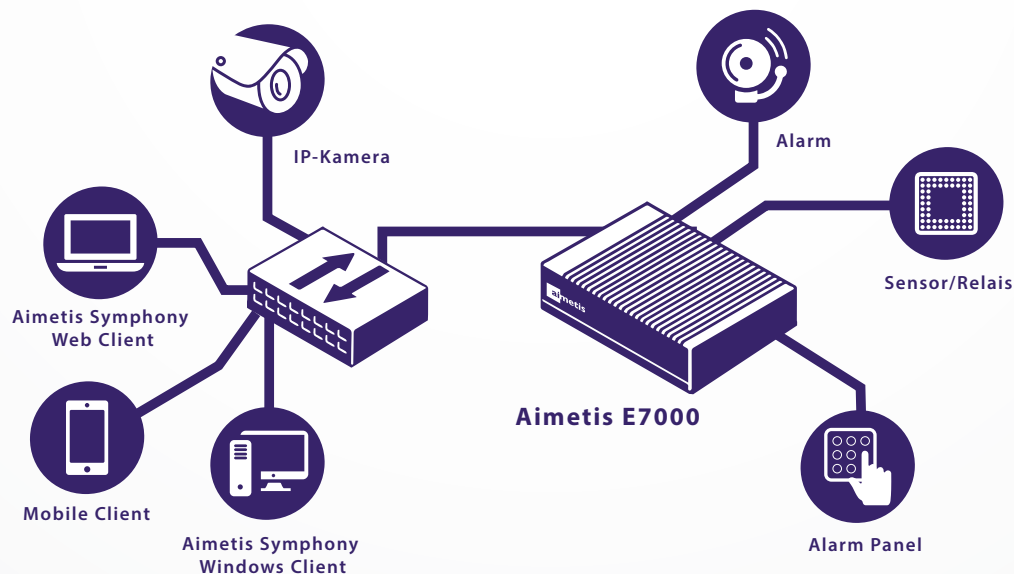 Alarm
IP-Kamera
Sensor/Relais
aimetis
Aimetis Symphony
Web Client
Aimetis E7000
Mobile Client
Aimetis Symphony
Windows Client
Alarm Panel